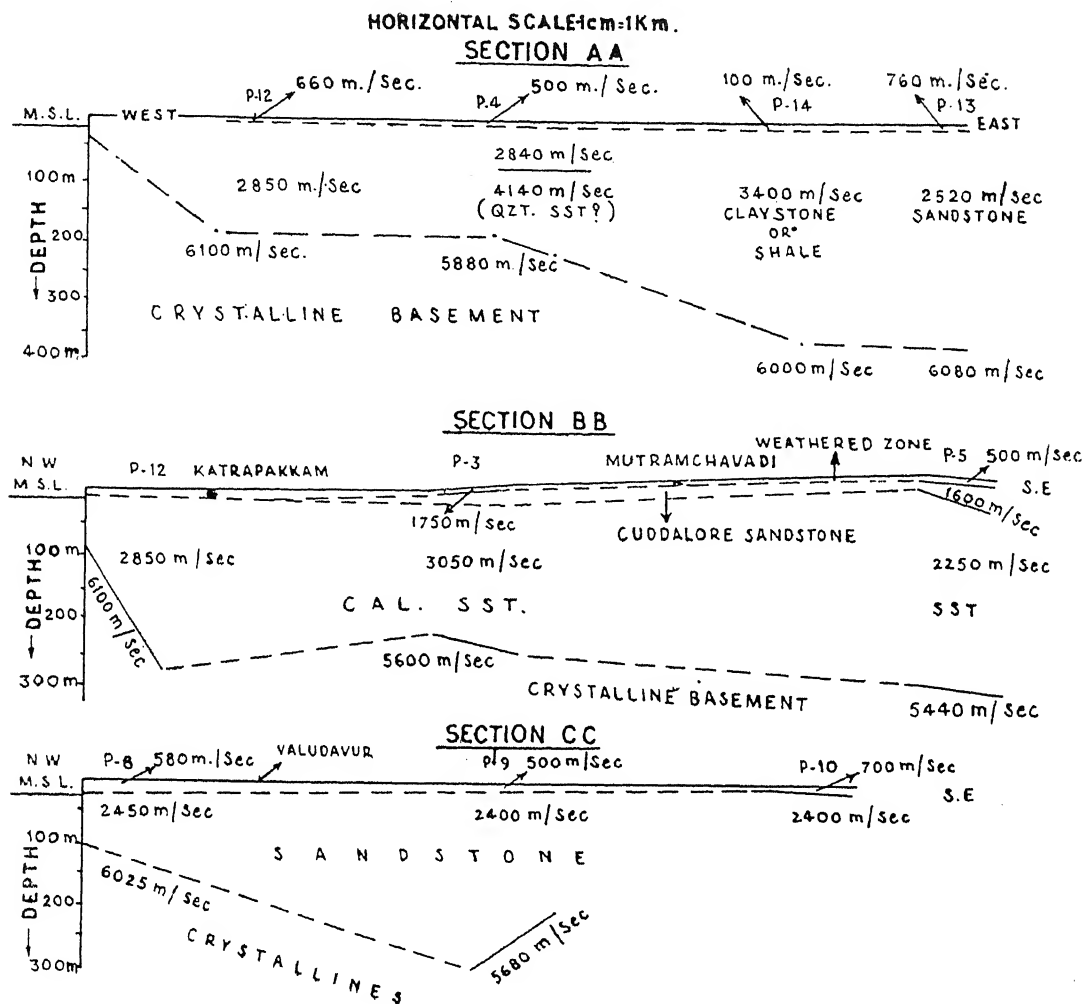 HORIZONTAL SCALE-1cm=1Km.
SECTION AA
P-12 660 m./Sec. P.4 500 m./Sec. 100 m./Sec. P-14 760 m/Sec. P-13
M.S.L. WEST EAST
2840 m/Sec
100m 2850 m./Sec 4140 m/Sec 3400 m/Sec 2520 m/Sec
(QZT. SST?) CLAYSTONE SANDSTONE
OR
SHALE
DEPTH
200
6100 m/Sec. 5880 m./Sec
300
CRYSTALLINE BASEMENT
400m.
6000 m/Sec 6080 m/Sec
SECTION BB
WEATHERED ZONE
NW P-12 KATRAPAKKAM P-3 MUTRAMCHAVADI P-5 500 m/Sec
M.S.L. S.E
1750 m/Sec 1600 m/Sec
CUDDALORE SANDSTONE
100m 2850 m/Sec 3050 m/Sec 2250 m/Sec
6100 m/Sec
DEPTH
CAL. SST. SST
200
5600 m/Sec
300m
CRYSTALLINE BASEMENT
5440 m/Sec
SECTION CC
NW P-8 580 m./Sec VALUDAVUR P-9 500 m/Sec P-10 700 m/Sec
M.S.L. S.E
2450 m/Sec 2400 m/Sec 2400 m/Sec
100m
SANDSTONE
6025 m/Sec
DEPTH
200
5680 m/Sec
CRYSTALLINES
300m